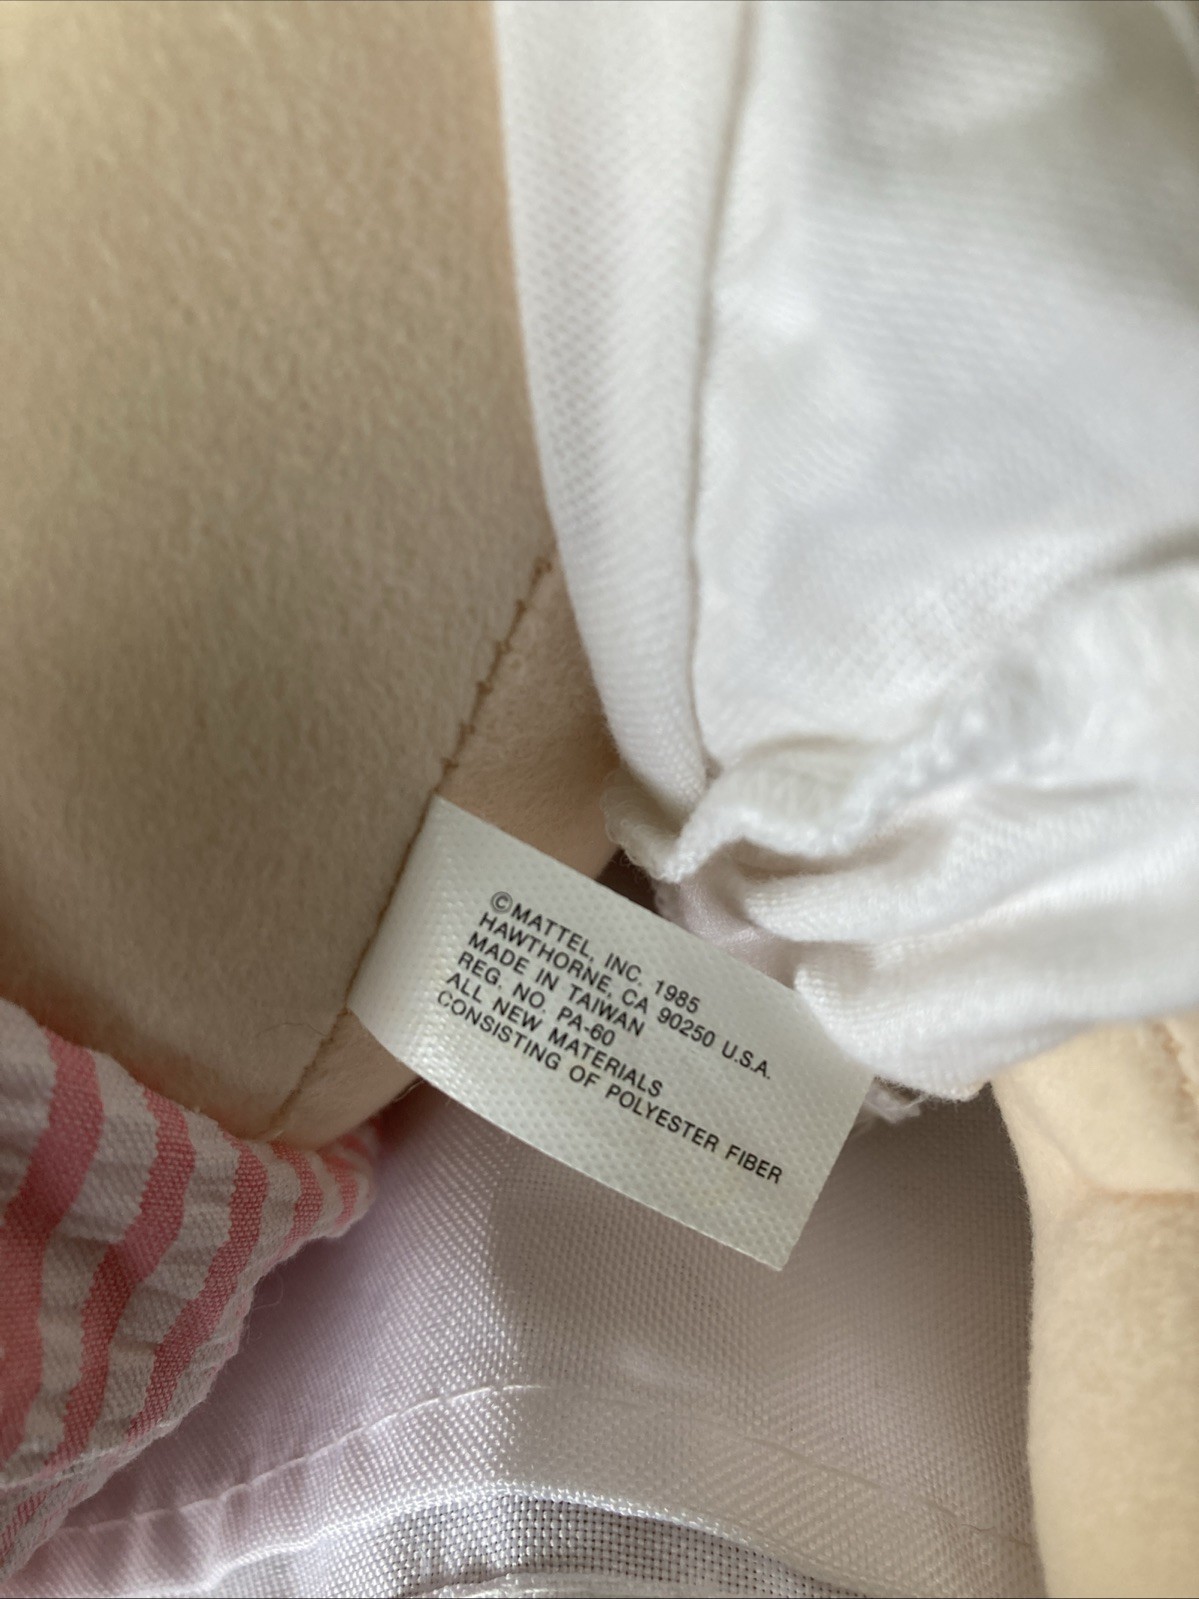 ©MATTEL, INC. 1985
HAWTHORNE, CA 90250 U.S.A.
MADE IN TAIWAN
REG. NO. PA-60
ALL NEW MATERIALS
CONSISTING OF POLYESTER FIBER